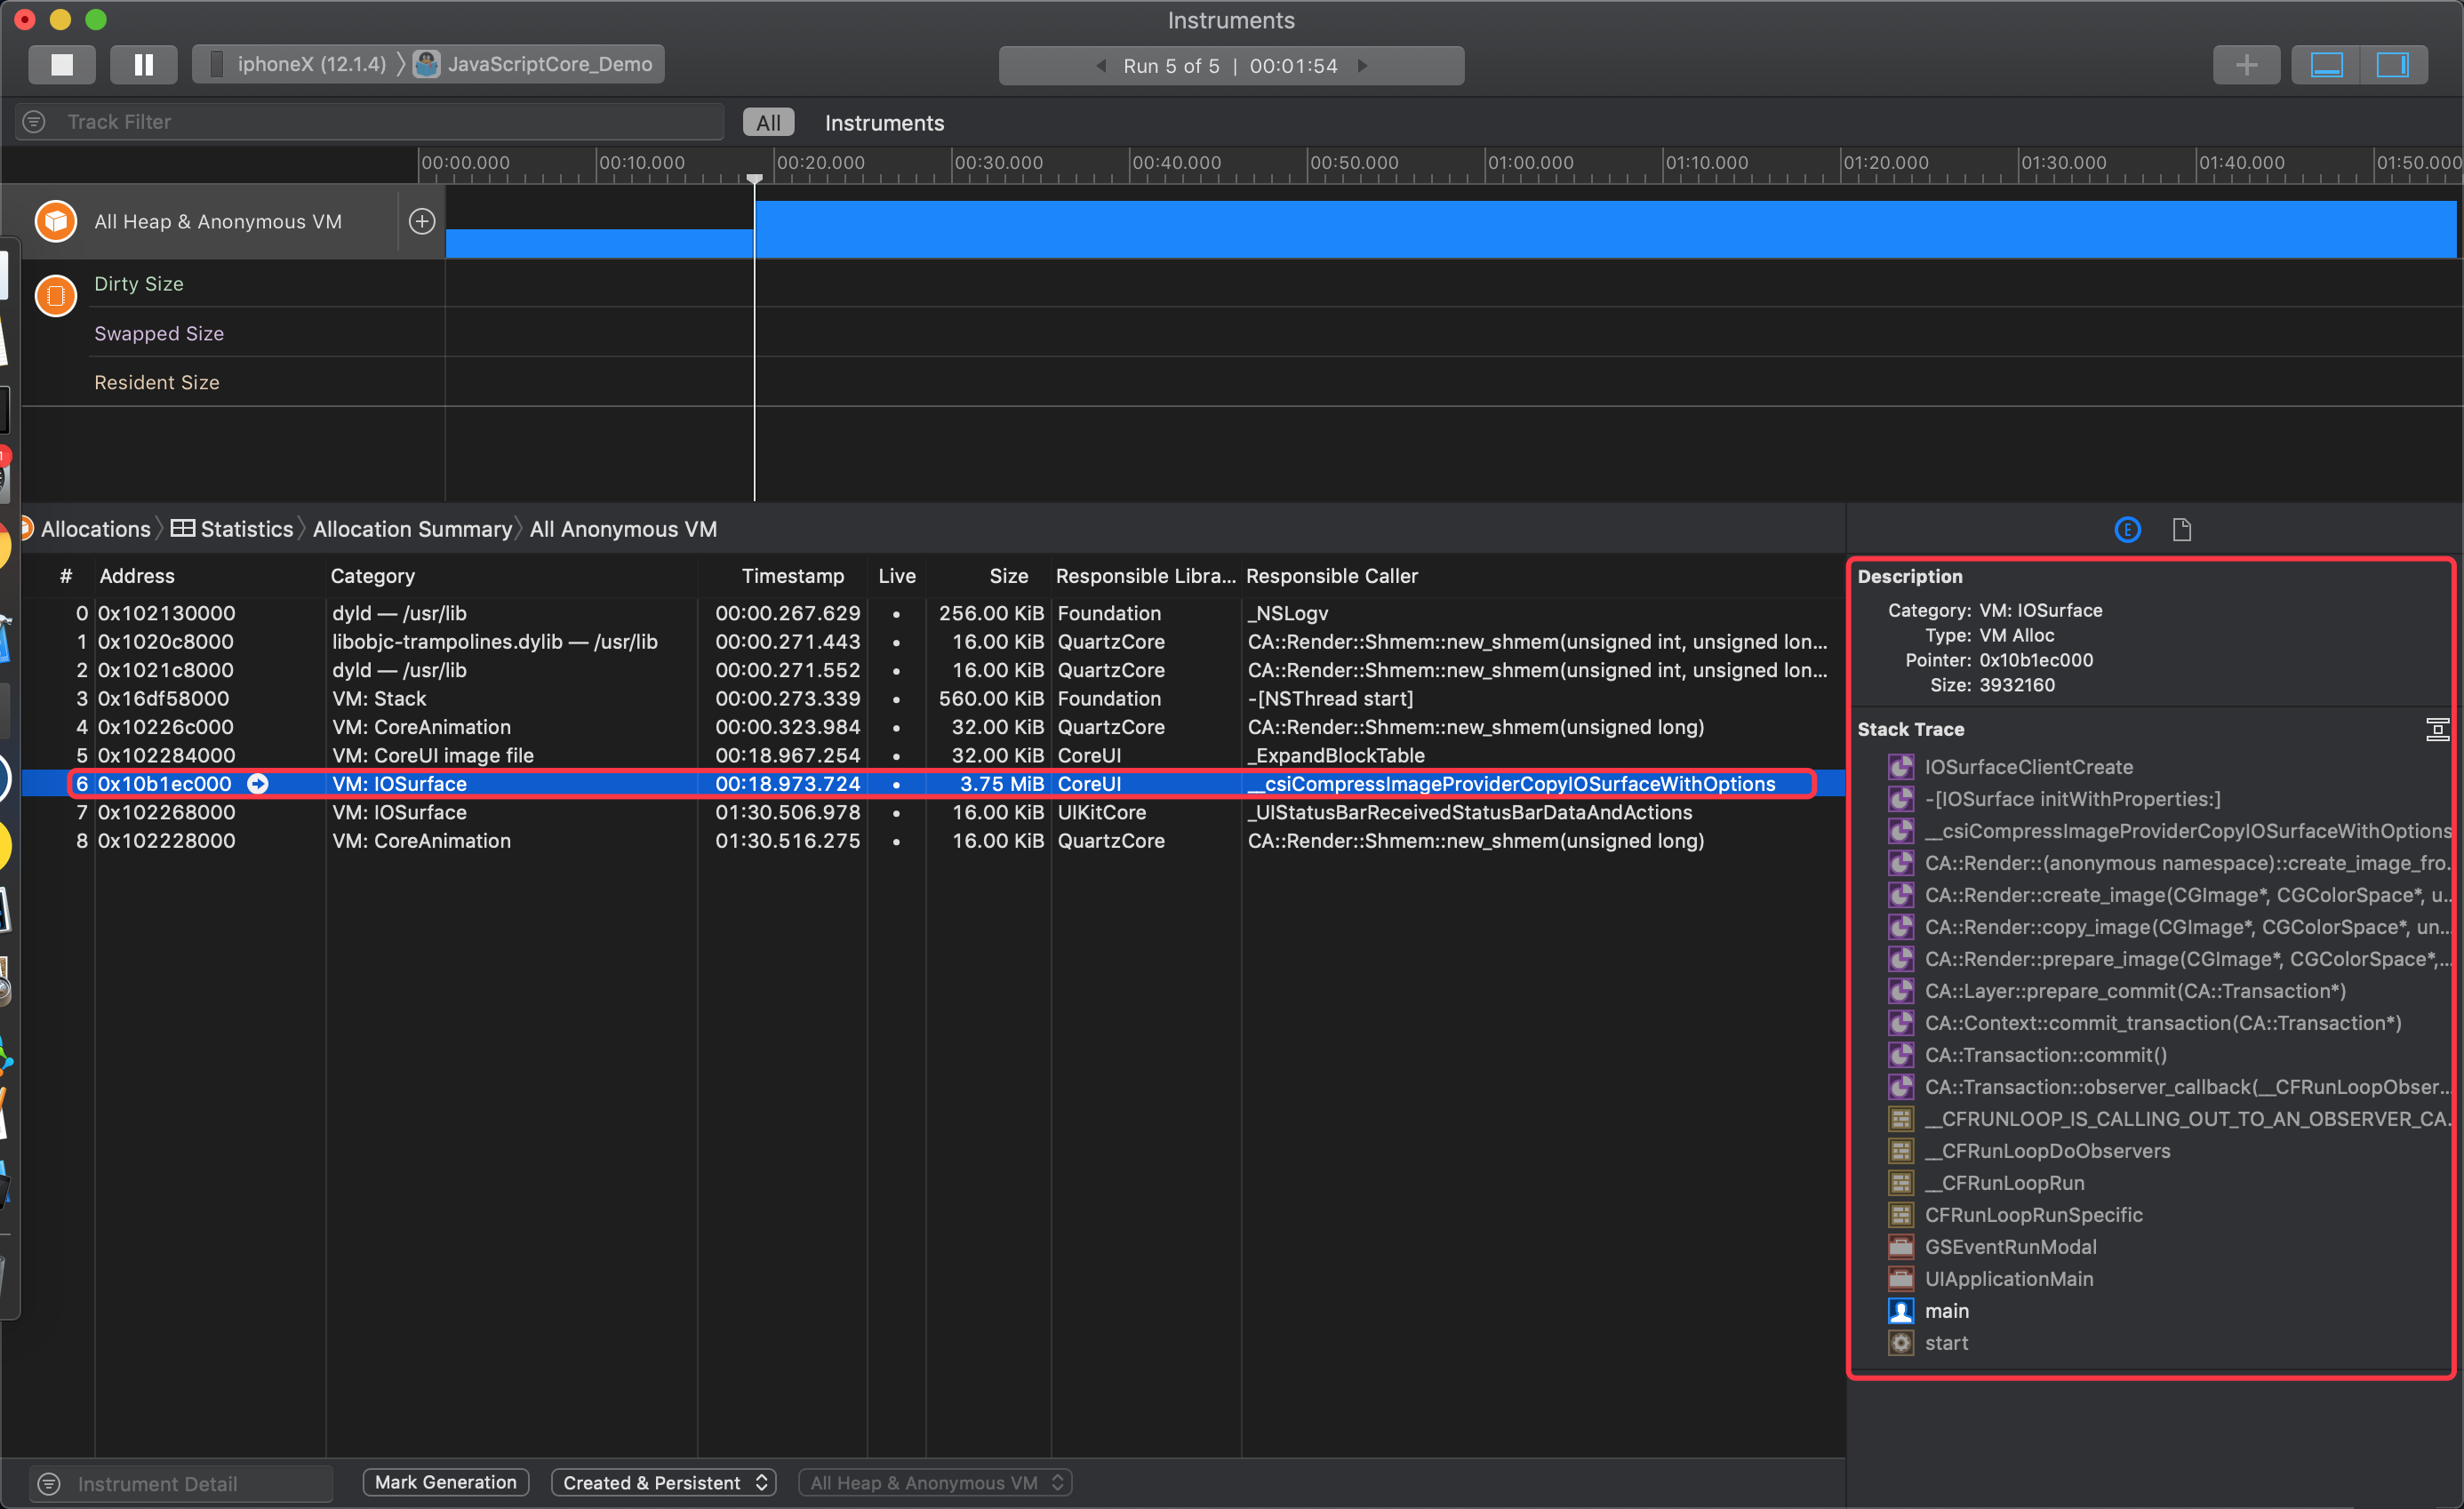 Instruments
iphoneX (12.1.4) JavaScriptCore_Demo
Run 5 of 5 | 00:01:54
Track Filter
All Instruments
00:00.000 00:10.000 00:20.000 00:30.000 00:40.000 00:50.000 01:00.000 01:10.000 01:20.000 01:30.000 01:40.000 01:50.000
All Heap & Anonymous VM
Dirty Size
Swapped Size
Resident Size
Allocations Statistics Allocation Summary All Anonymous VM
# Address Category Timestamp Live Size Responsible Libra... Responsible Caller
0 0x102130000 dyld — /usr/lib 00:00.267.629 • 256.00 KiB Foundation _NSLogv
1 0x1020c8000 libobjc-trampolines.dylib — /usr/lib 00:00.271.443 • 16.00 KiB QuartzCore CA::Render::Shmem::new_shmem(unsigned int, unsigned lon...
2 0x1021c8000 dyld — /usr/lib 00:00.271.552 • 16.00 KiB QuartzCore CA::Render::Shmem::new_shmem(unsigned int, unsigned lon...
3 0x16df58000 VM: Stack 00:00.273.339 • 560.00 KiB Foundation -[NSThread start]
4 0x10226c000 VM: CoreAnimation 00:00.323.984 • 32.00 KiB QuartzCore CA::Render::Shmem::new_shmem(unsigned long)
5 0x102284000 VM: CoreUI image file 00:18.967.254 • 32.00 KiB CoreUI _ExpandBlockTable
6 0x10b1ec000 VM: IOSurface 00:18.973.724 • 3.75 MiB CoreUI __csiCompressImageProviderCopyIOSurfaceWithOptions
7 0x102268000 VM: IOSurface 01:30.506.978 • 16.00 KiB UIKitCore _UIStatusBarReceivedStatusBarDataAndActions
8 0x102228000 VM: CoreAnimation 01:30.516.275 • 16.00 KiB QuartzCore CA::Render::Shmem::new_shmem(unsigned long)
E
Description
Category: VM: IOSurface
Type: VM Alloc
Pointer: 0x10b1ec000
Size: 3932160
Stack Trace
IOSurfaceClientCreate
-[IOSurface initWithProperties:]
__csiCompressImageProviderCopyIOSurfaceWithOptions
CA::Render::(anonymous namespace)::create_image_fro...
CA::Render::create_image(CGImage*, CGColorSpace*, u...
CA::Render::copy_image(CGImage*, CGColorSpace*, un...
CA::Render::prepare_image(CGImage*, CGColorSpace*,...
CA::Layer::prepare_commit(CA::Transaction*)
CA::Context::commit_transaction(CA::Transaction*)
CA::Transaction::commit()
CA::Transaction::observer_callback(__CFRunLoopObser...
__CFRUNLOOP_IS_CALLING_OUT_TO_AN_OBSERVER_CA...
__CFRunLoopDoObservers
__CFRunLoopRun
CFRunLoopRunSpecific
GSEventRunModal
UIApplicationMain
main
start
Instrument Detail Mark Generation Created & Persistent All Heap & Anonymous VM